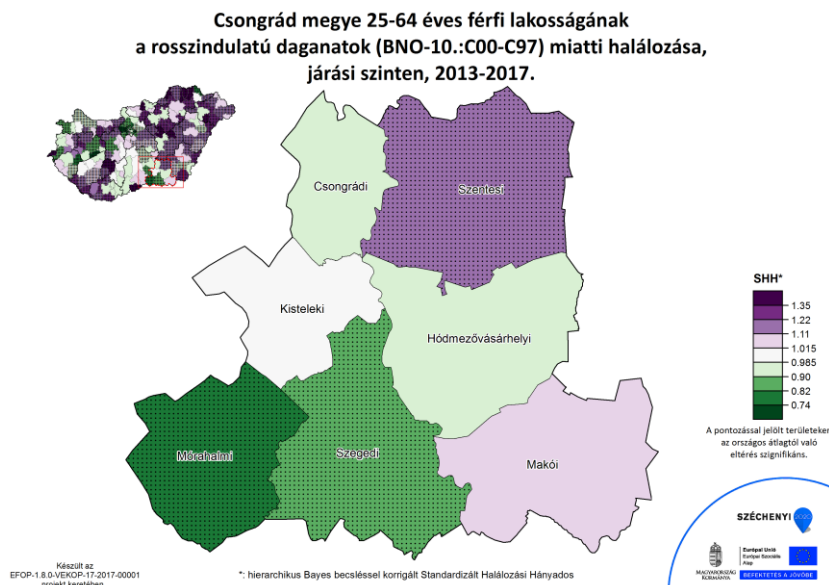 Csongrád megye 25-64 éves férfi lakosságának
a rosszindulatú daganatok (BNO-10.:C00-C97) miatti halálozása,
járási szinten, 2013-2017.
Csongrádi
Szentesi
Kisteleki
Hódmezővásárhelyi
Mórahalmi
Szegedi
Makói
SHH*
1.35
1.22
1.11
1.015
0.985
0.90
0.82
0.74
A pontozással jelölt területeken
az országos átlagtól való
eltérés szignifikáns.
SZÉCHENYI 2020
MAGYARORSZÁG
KORMÁNYA
Európai Unió
Európai Szociális
Alap
BEFEKTETÉS A JÖVŐBE
Készült az
EFOP-1.8.0-VEKOP-17-2017-00001
projekt keretében
*: hierarchikus Bayes becsléssel korrigált Standardizált Halálozási Hányados